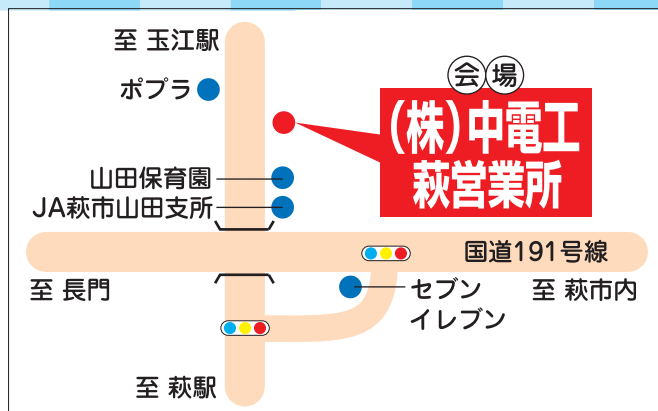 至 玉江駅
ポプラ
会場
(株)中電工
萩営業所
山田保育園
JA萩市山田支所
国道191号線
至 長門
セブン
イレブン
至 萩市内
至 萩駅